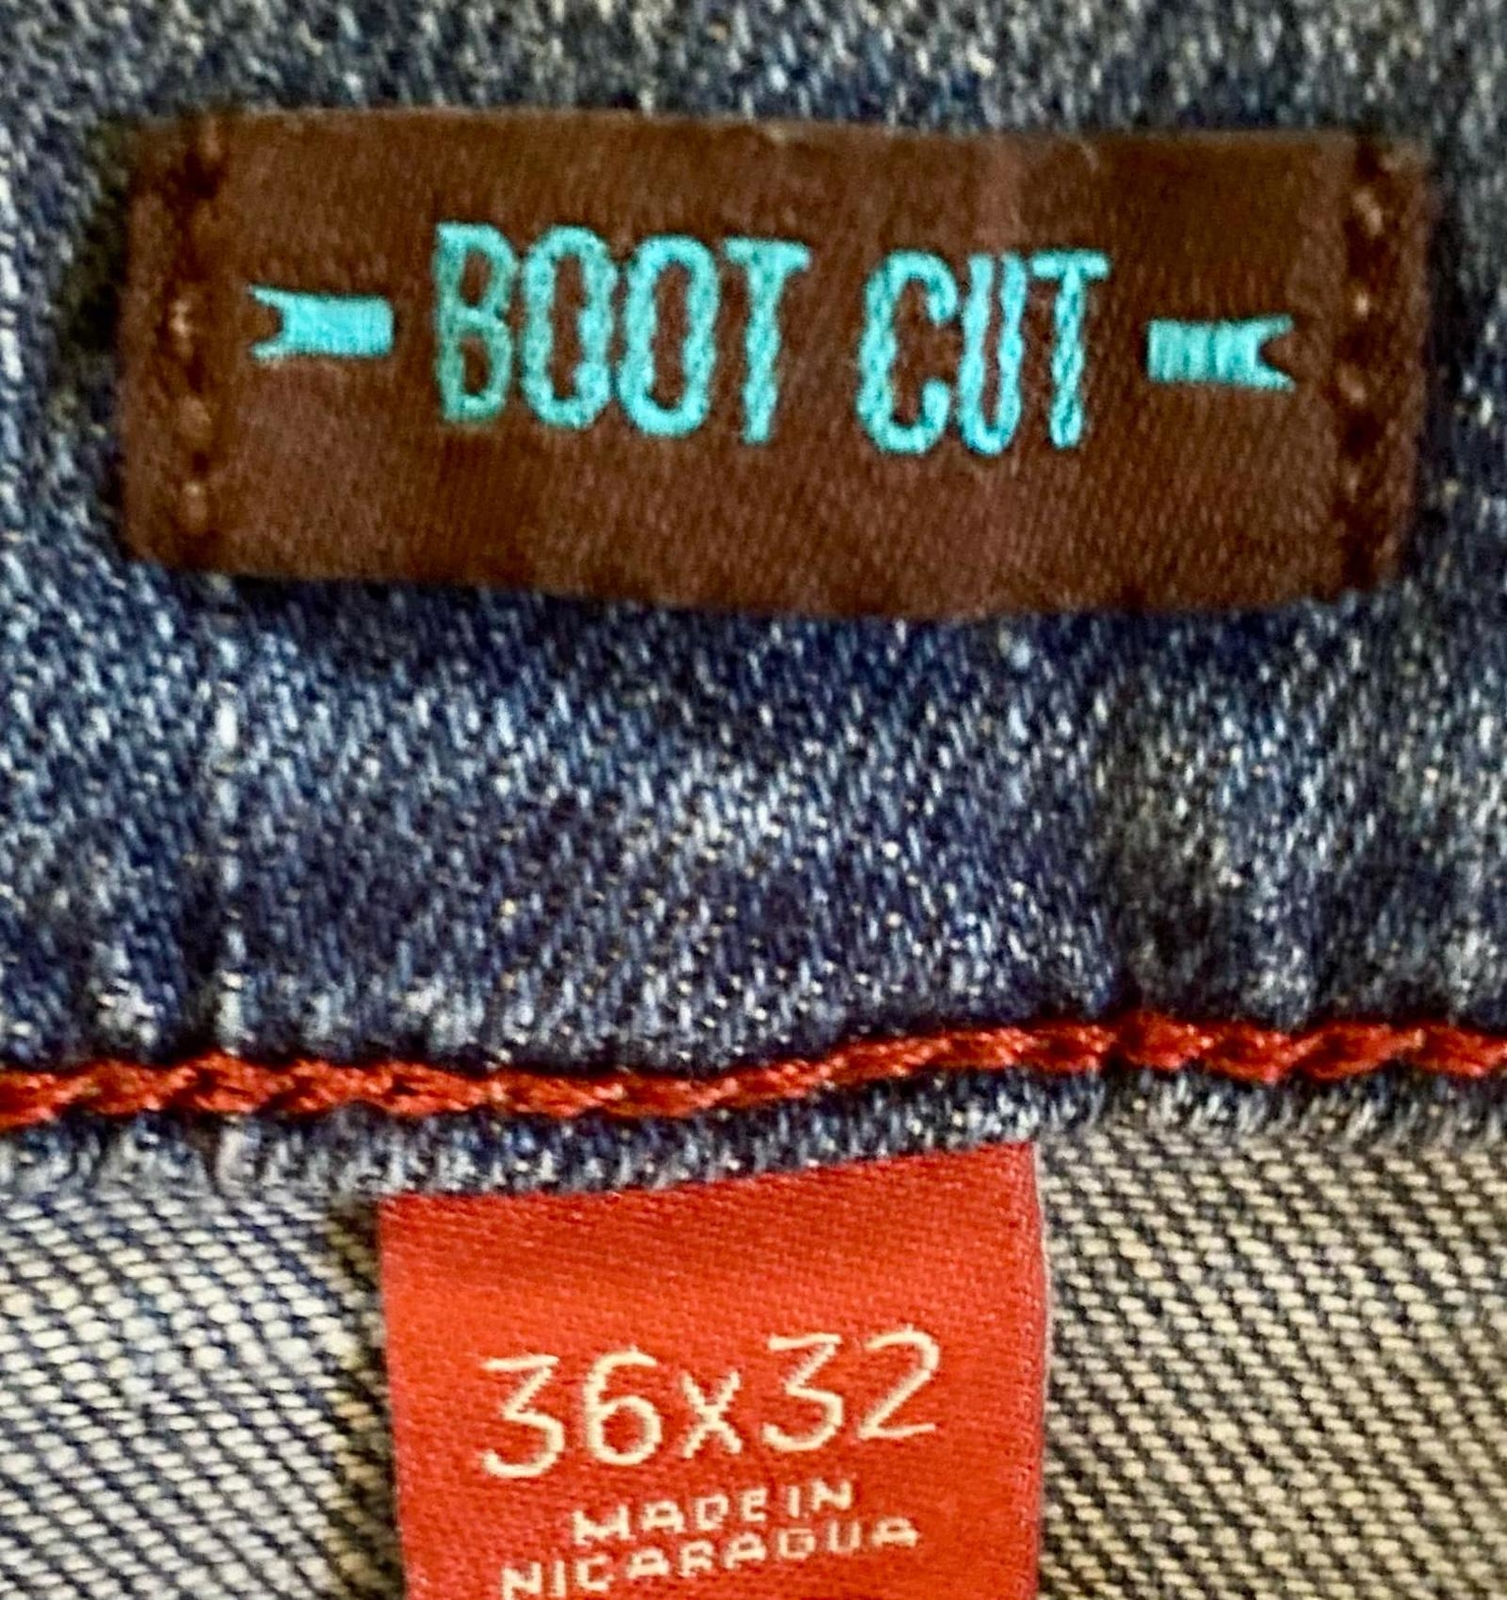 BOOT CUT
36x32
MADE IN
NICARAGUA